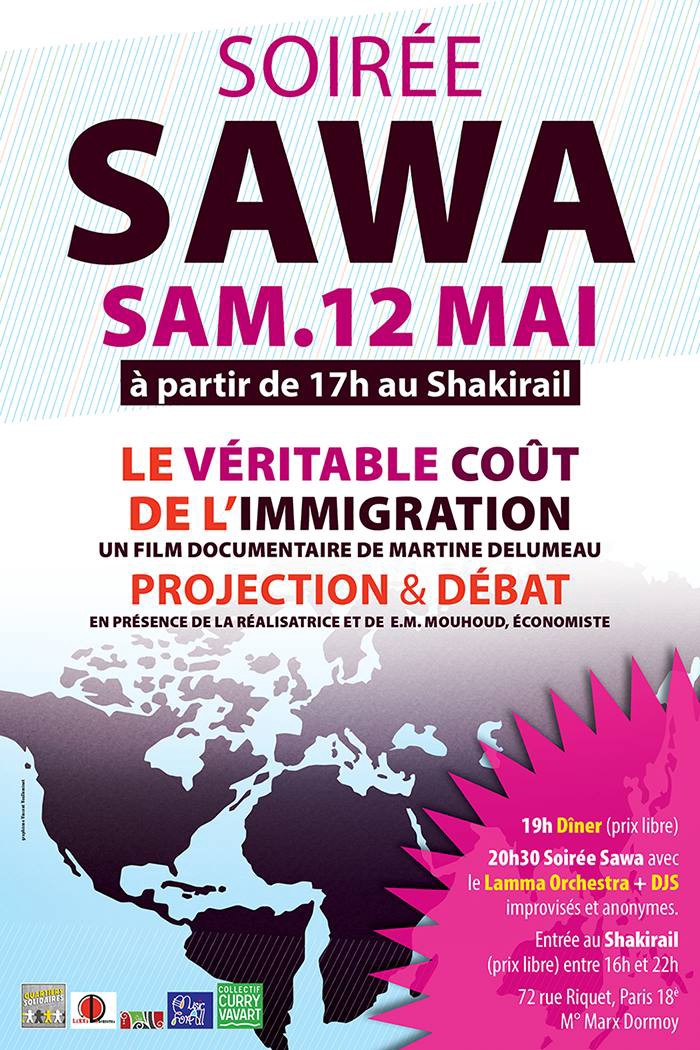 SOIRÉE
SAWA
SAM.12 MAI
à partir de 17h au Shakirail
LE VÉRITABLE COÛT
DE L'IMMIGRATION
UN FILM DOCUMENTAIRE DE MARTINE DELUMEAU
PROJECTION & DÉBAT
EN PRÉSENCE DE LA RÉALISATRICE ET DE E.M. MOUHOUD, ÉCONOMISTE
19h Dîner (prix libre)
20h30 Soirée Sawa avec
le Lamma Orchestra + DJS
improvisés et anonymes.
Entrée au Shakirail
(prix libre) entre 16h et 22h
72 rue Riquet, Paris 18è
M° Marx Dormoy
QUARTIERS
SOLIDAIRES
COLLECTIF
CURRY
VAVART